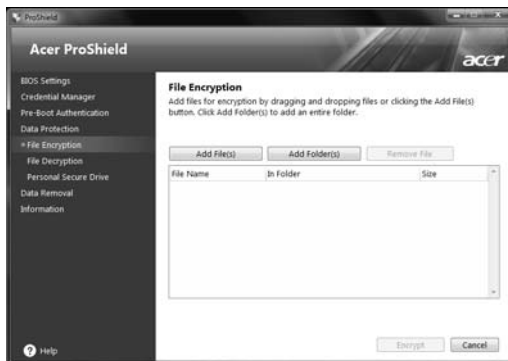 ProShield
Acer ProShield
acer
BIOS Settings
Credential Manager
Pre-Boot Authentication
Data Protection
File Encryption
File Decryption
Personal Secure Drive
Data Removal
Information
Help
File Encryption
Add files for encryption by dragging and dropping files or clicking the Add File(s)
button. Click Add Folder(s) to add an entire folder.
Add File(s) Add Folder(s) Remove File
File Name In Folder Size
Encrypt Cancel